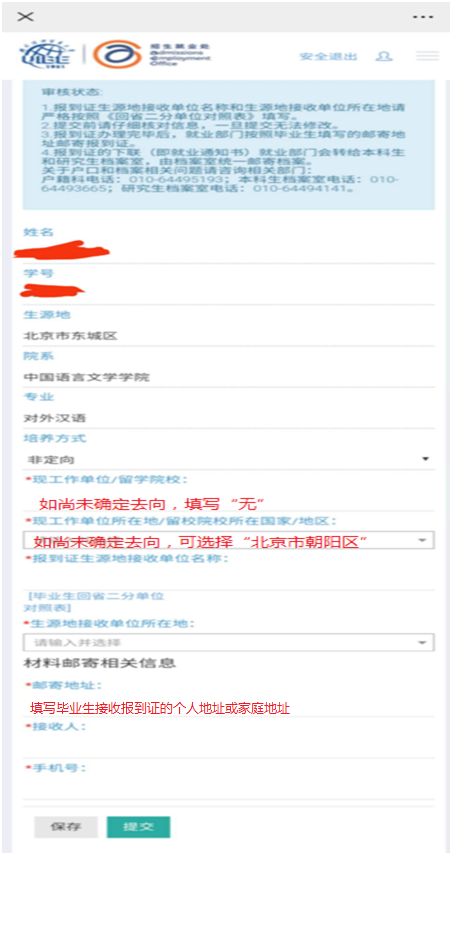 招生就业处
Admissions
Employment
Office
安全退出
审核状态:
1.报到证生源地接收单位名称和生源地接收单位所在地请
严格按照《回省二分单位对照表》填写。
2.提交前请仔细核对信息，一旦提交无法修改。
3.报到证办理完毕后，就业部门按照毕业生填写的邮寄地
址邮寄报到证。
4.报到证的下联（即就业通知书）就业部门会转给本科生
和研究生档案室，由档案室统一邮寄档案。
关于户口和档案相关问题请咨询相关部门：
户籍科电话：010-64495193；本科生档案室电话：010-
64493665；研究生档案室电话：010-64494141。
姓名
学号
生源地
北京市东城区
院系
中国语言文学学院
专业
对外汉语
培养方式
非定向
*现工作单位/留学院校：
如尚未确定去向，填写“无”
*现工作单位所在地/留校院校所在国家/地区：
如尚未确定去向，可选择“北京市朝阳区”
*报到证生源地接收单位名称：
[毕业生回省二分单位
对照表]
*生源地接收单位所在地：
请输入并选择
材料邮寄相关信息
*邮寄地址：
填写毕业生接收报到证的个人地址或家庭地址
*接收人：
*手机号：
保存 提交